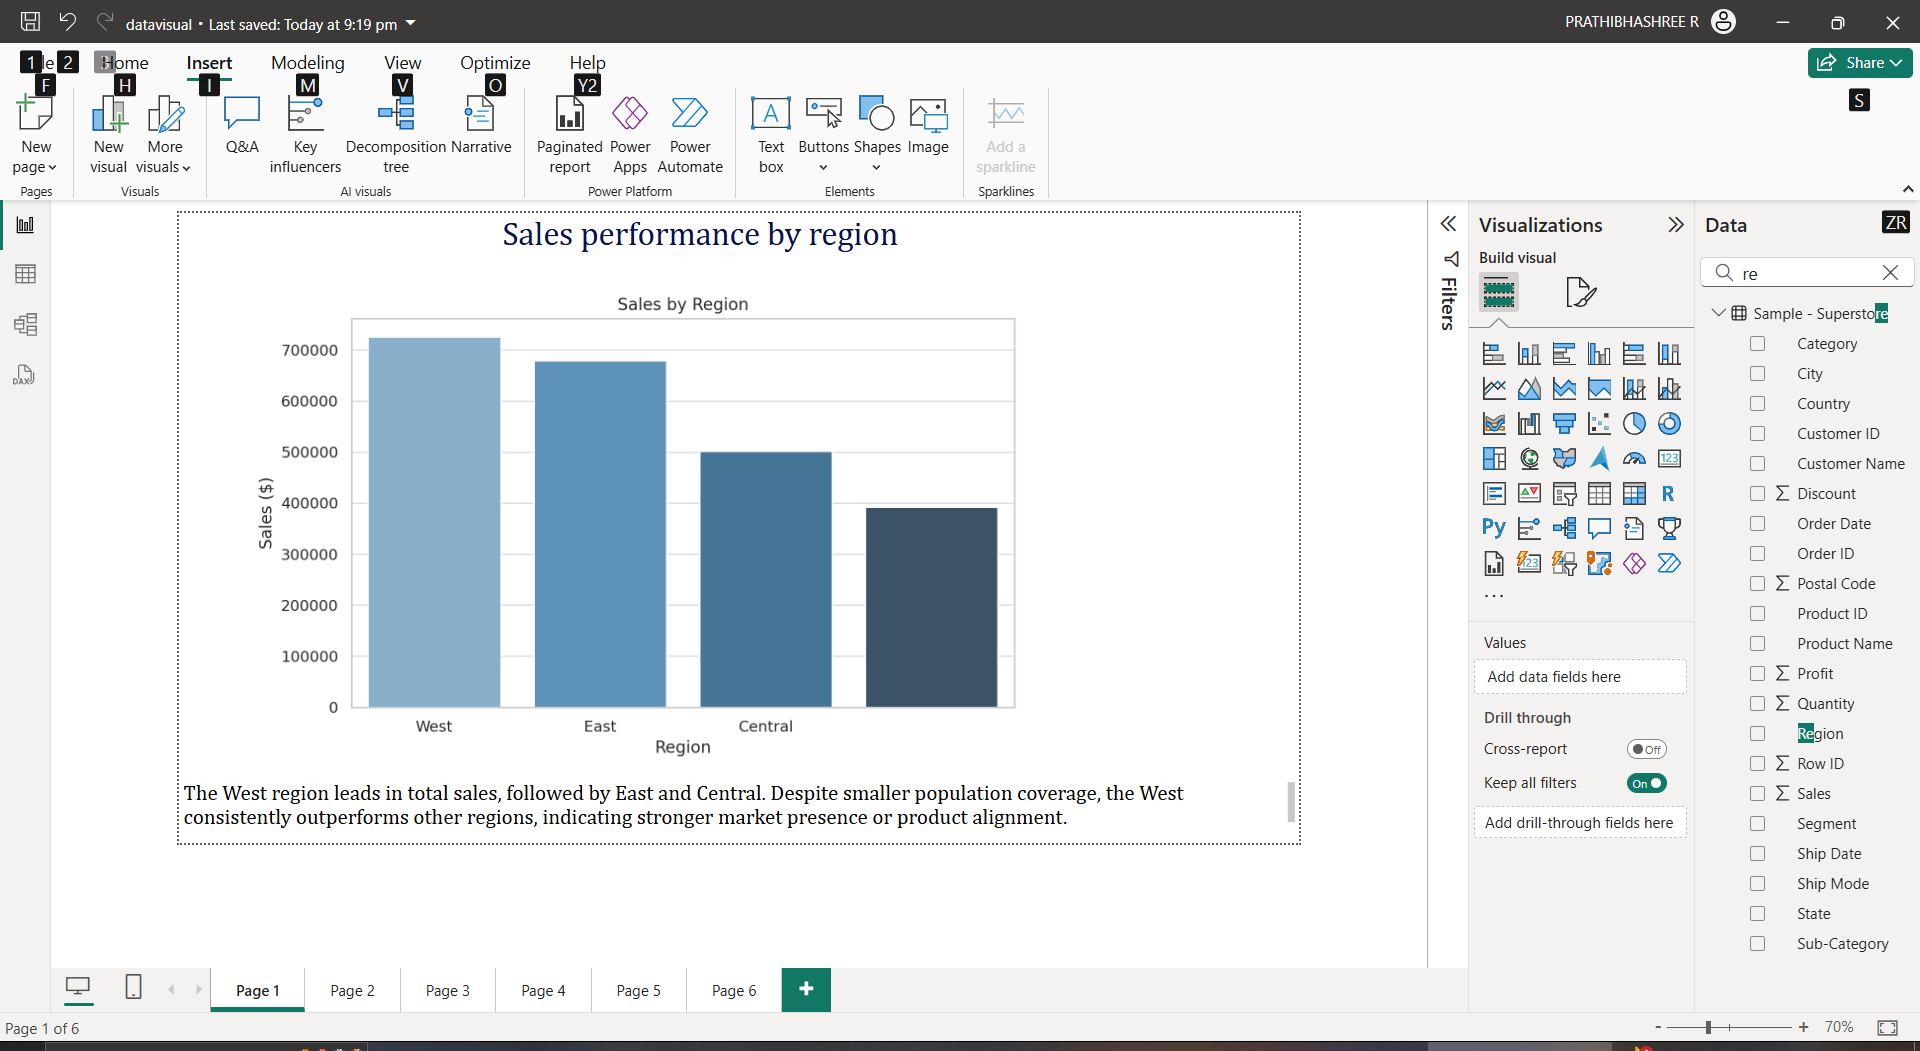 datavisual • Last saved: Today at 9:19 pm
PRATHIBHASHREE R
1 le 2 3 Home Insert Modeling View Optimize Help
Share
F H I M V O Y2
S
New page
Pages
New visual
More visuals
Visuals
Q&A
Key influencers
Decomposition tree
Narrative
AI visuals
Paginated report
Power Apps
Power Automate
Power Platform
Text box
Buttons
Shapes
Image
Elements
Add a sparkline
Sparklines
DAX
Sales performance by region
Sales by Region
700000
600000
500000
400000
300000
200000
100000
0
Sales ($)
West East Central
Region
The West region leads in total sales, followed by East and Central. Despite smaller population coverage, the West
consistently outperforms other regions, indicating stronger market presence or product alignment.
Filters
Visualizations
Build visual
123
R
Py
123
...
Values
Add data fields here
Drill through
Cross-report Off
Keep all filters On
Add drill-through fields here
Data
ZR
re
Sample - Superstore
Category
City
Country
Customer ID
Customer Name
Discount
Order Date
Order ID
Postal Code
Product ID
Product Name
Profit
Quantity
Region
Row ID
Sales
Segment
Ship Date
Ship Mode
State
Sub-Category
Page 1 Page 2 Page 3 Page 4 Page 5 Page 6 +
Page 1 of 6
- + 70%